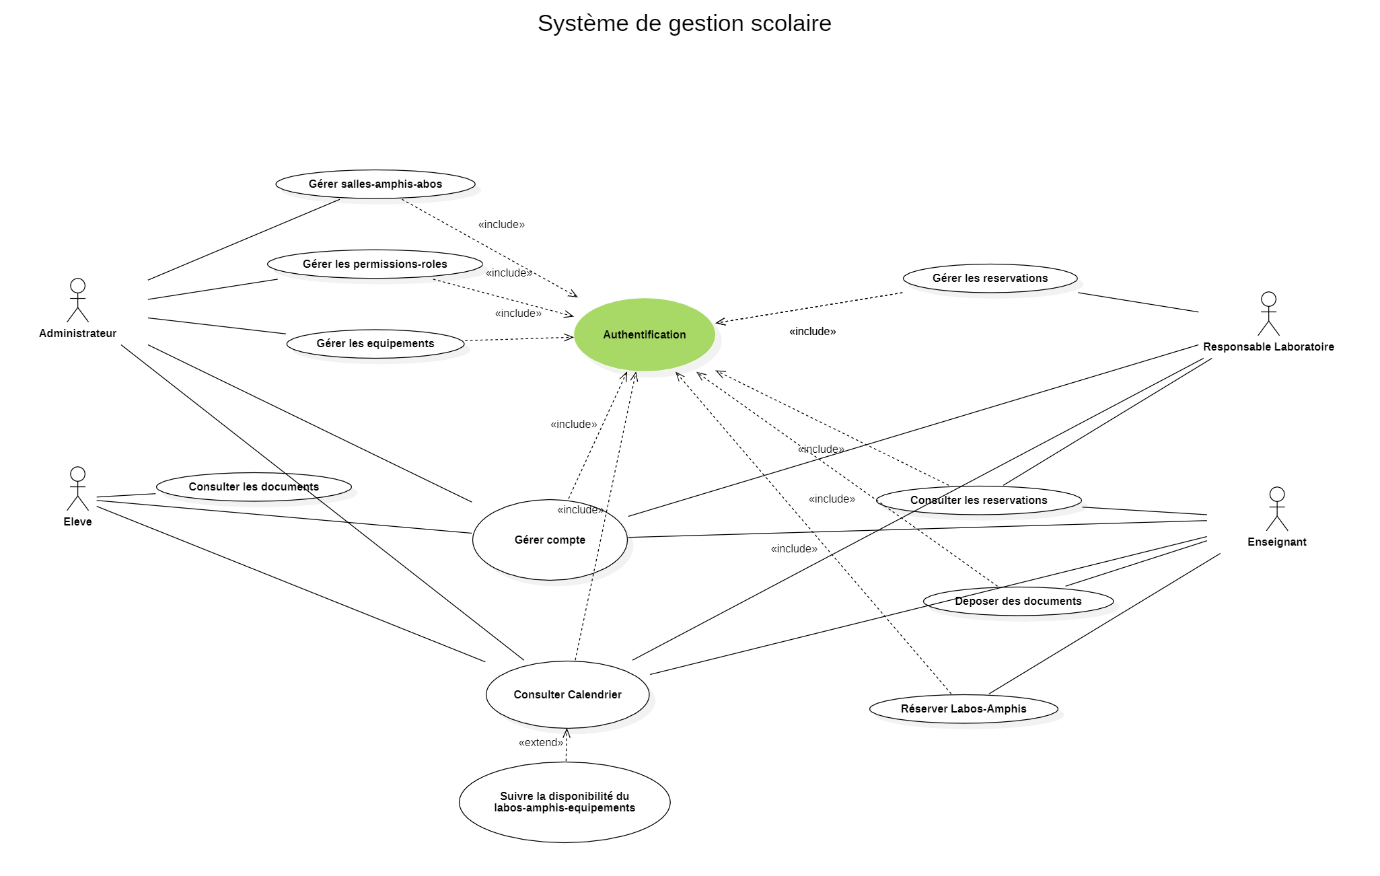 Système de gestion scolaire
Gérer salles-amphis-abos
«include»
Gérer les permissions-roles
«include»
Gérer les reservations
«include»
Administrateur
Authentification
«include»
Gérer les equipements
Responsable Laboratoire
«include»
«include»
Consulter les documents
«include»
Consulter les reservations
«include»
Eleve
Gérer compte
Enseignant
«include»
Déposer des documents
Consulter Calendrier
Réserver Labos-Amphis
«extend»
Suivre la disponibilité du
labos-amphis-equipements